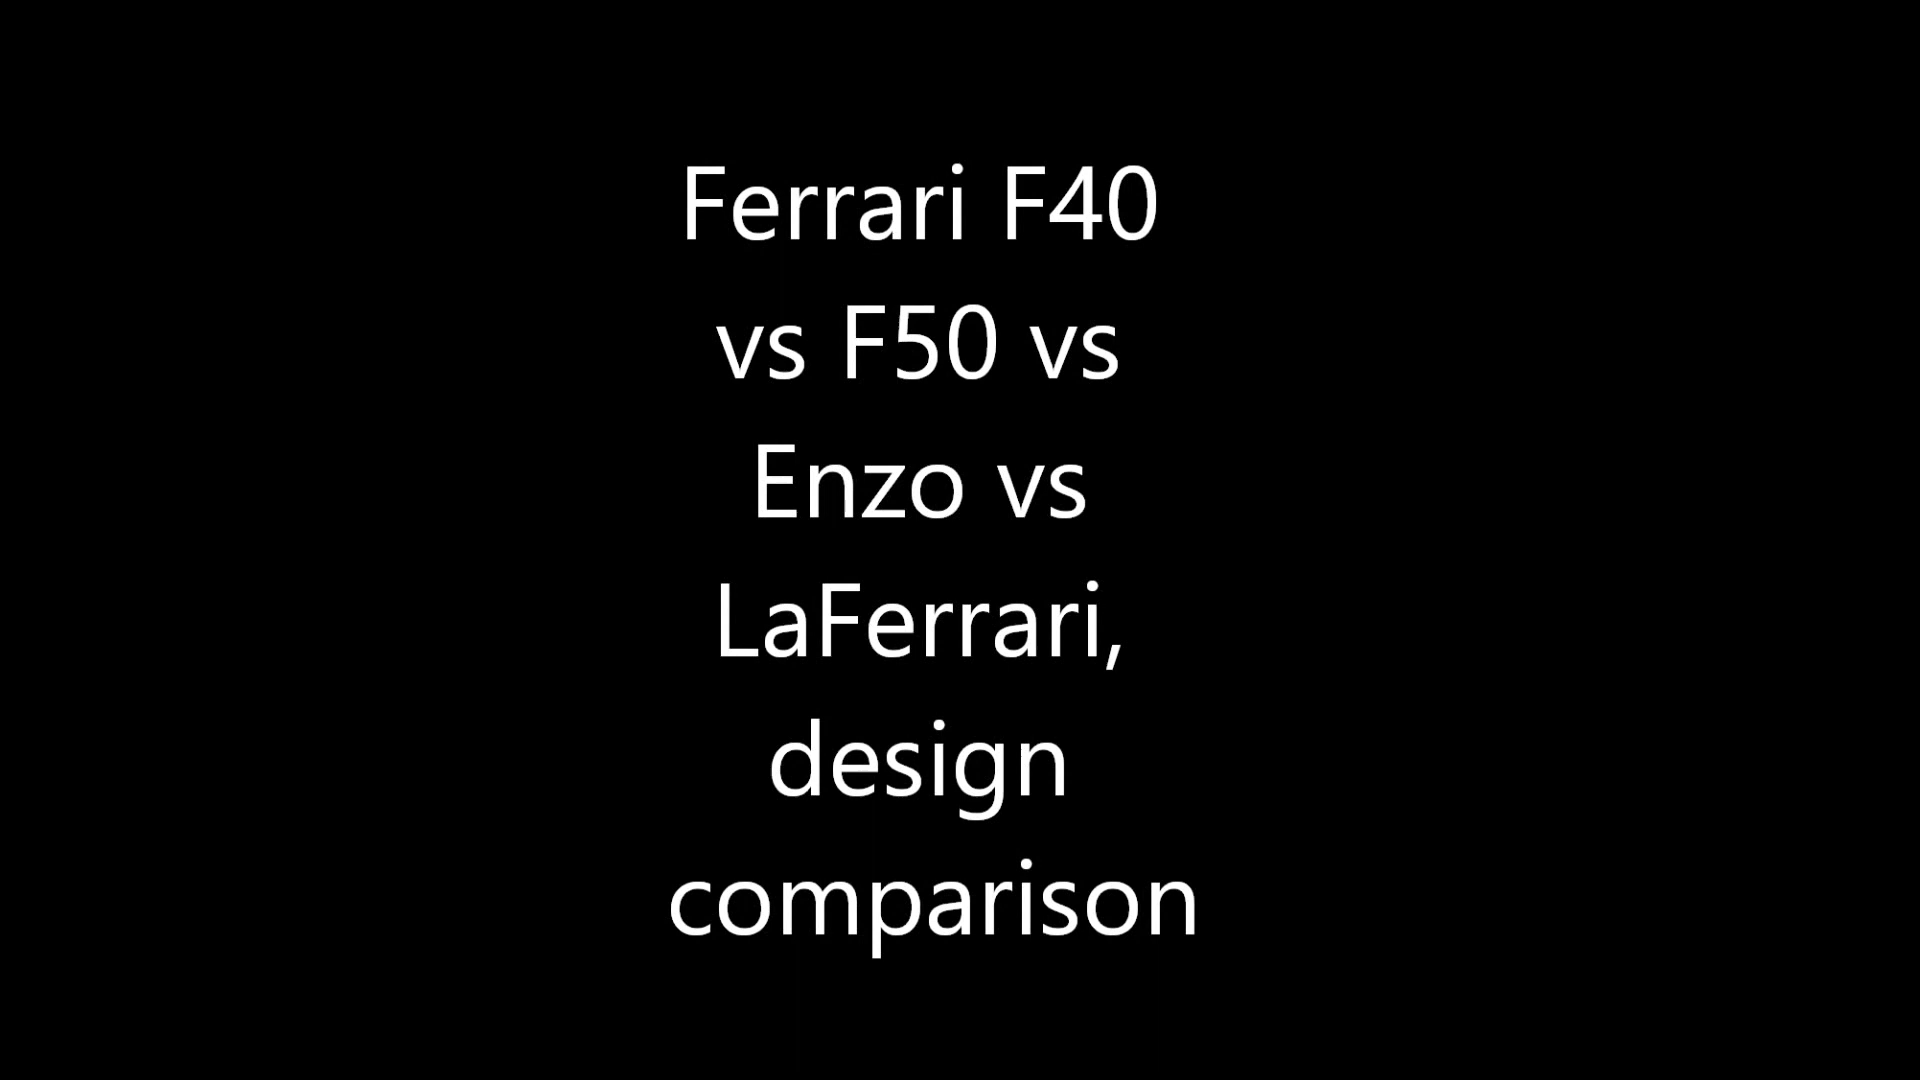 Ferrari F40
vs F50 vs
Enzo vs
LaFerrari,
design
comparison